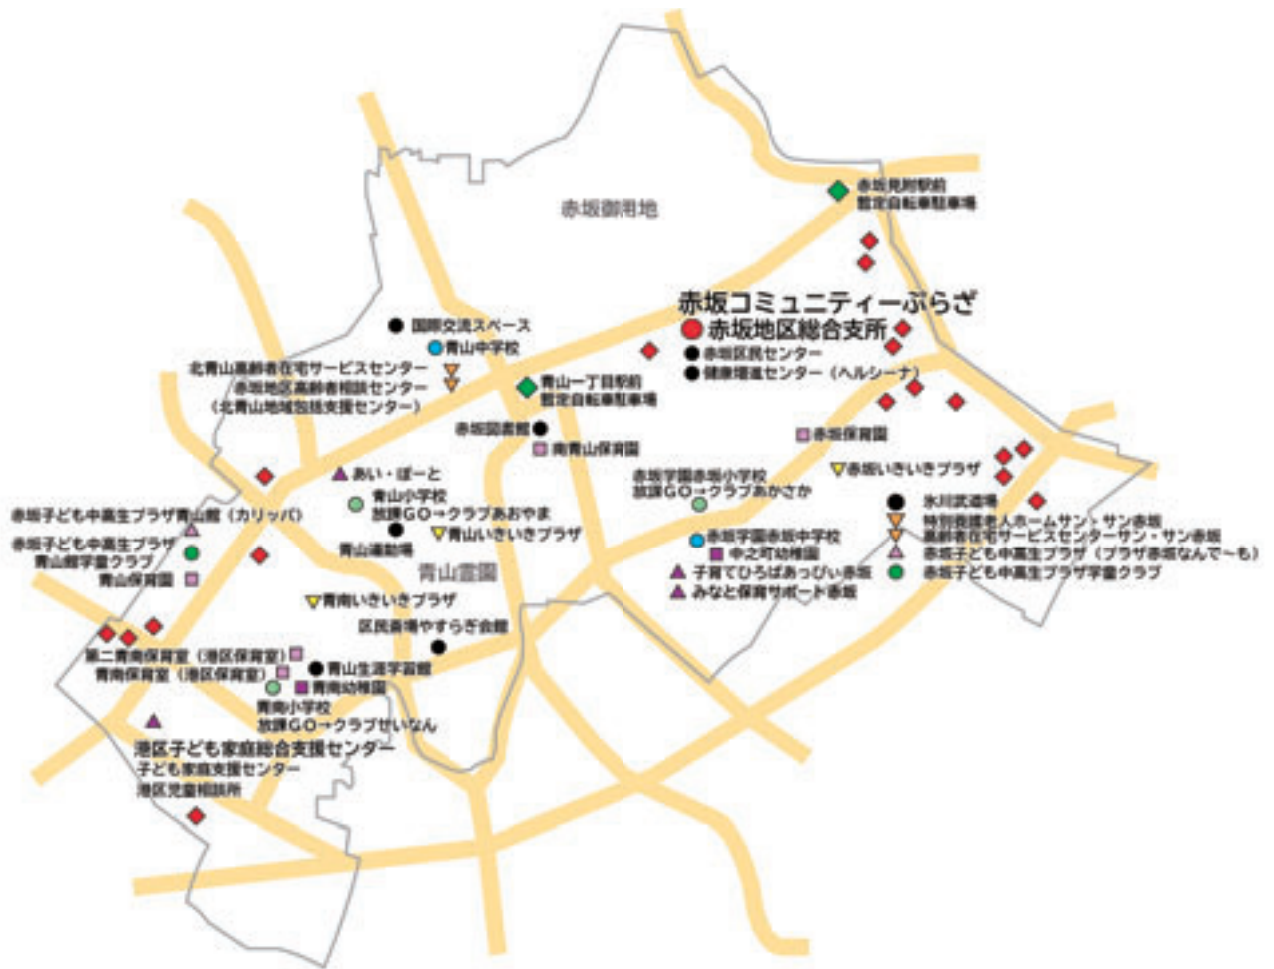 赤坂見附駅前
暫定自転車駐車場
赤坂御用地
赤坂コミュニティーぷらざ
赤坂地区総合支所
赤坂区民センター
健康増進センター（ヘルシーナ）
国際交流スペース
青山中学校
北青山高齢者在宅サービスセンター
赤坂地区高齢者相談センター
（北青山地域包括支援センター）
青山一丁目駅前
暫定自転車駐車場
赤坂図書館
南青山保育園
赤坂保育園
赤坂いきいきプラザ
赤坂学園赤坂小学校
放課GO→クラブあかさか
氷川武道場
特別養護老人ホームサン・サン赤坂
高齢者在宅サービスセンターサン・サン赤坂
赤坂子ども中高生プラザ（プラザ赤坂なんで〜も）
赤坂子ども中高生プラザ学童クラブ
赤坂学園赤坂中学校
中之町幼稚園
子育てひろばあっぴぃ赤坂
みなと保育サポート赤坂
あい・ぽーと
青山小学校
放課GO→クラブあおやま
青山運動場
青山いきいきプラザ
青山霊園
赤坂子ども中高生プラザ青山館（カリッパ）
赤坂子ども中高生プラザ
青山館学童クラブ
青山保育園
青南いきいきプラザ
区民斎場やすらぎ会館
第二青南保育室（港区保育室）
青南保育室（港区保育室）
青山生涯学習館
青南幼稚園
青南小学校
放課GO→クラブせいなん
港区子ども家庭総合支援センター
子ども家庭支援センター
港区児童相談所